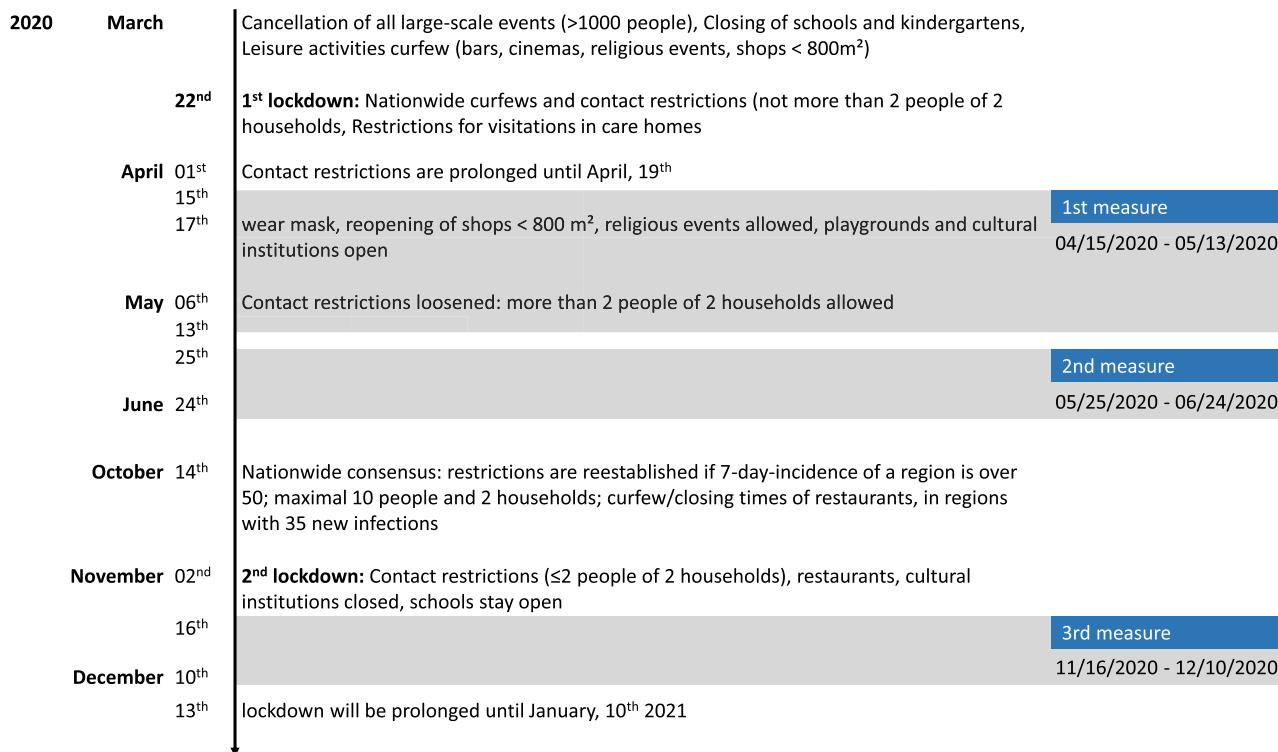 2020 March Cancellation of all large-scale events (>1000 people), Closing of schools and kindergartens,
Leisure activities curfew (bars, cinemas, religious events, shops < 800m²)
22nd 1st lockdown: Nationwide curfews and contact restrictions (not more than 2 people of 2
households, Restrictions for visitations in care homes
April 01st Contact restrictions are prolonged until April, 19th
15th
1st measure
17th wear mask, reopening of shops < 800 m², religious events allowed, playgrounds and cultural
institutions open
04/15/2020 - 05/13/2020
May 06th Contact restrictions loosened: more than 2 people of 2 households allowed
13th
25th
2nd measure
June 24th
05/25/2020 - 06/24/2020
October 14th Nationwide consensus: restrictions are reestablished if 7-day-incidence of a region is over
50; maximal 10 people and 2 households; curfew/closing times of restaurants, in regions
with 35 new infections
November 02nd 2nd lockdown: Contact restrictions (≤2 people of 2 households), restaurants, cultural
institutions closed, schools stay open
16th
3rd measure
11/16/2020 - 12/10/2020
December 10th
13th lockdown will be prolonged until January, 10th 2021